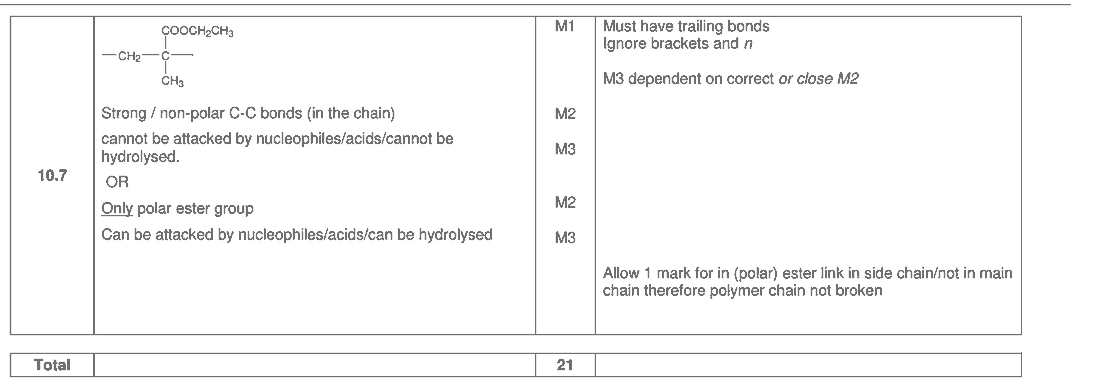 COOCH₂CH₃
M1
Must have trailing bonds
Ignore brackets and n
CH₂
C
CH₃
M3 dependent on correct or close M2
Strong / non-polar C-C bonds (in the chain)
M2
cannot be attacked by nucleophiles/acids/cannot be
hydrolysed.
M3
10.7
OR
Only polar ester group
M2
Can be attacked by nucleophiles/acids/can be hydrolysed
M3
Allow 1 mark for in (polar) ester link in side chain/not in main
chain therefore polymer chain not broken
Total
21